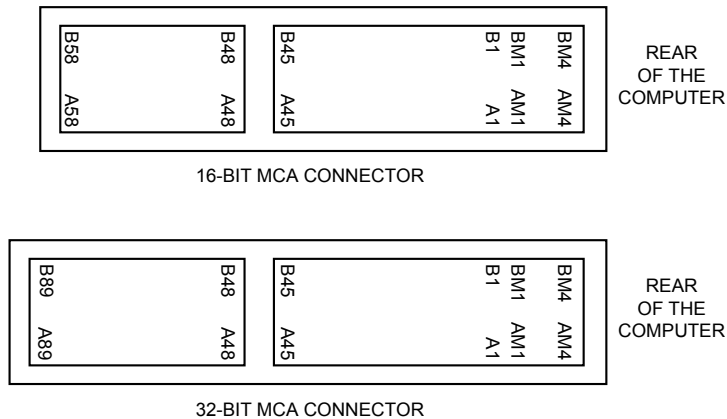 B58 B48 B45 B1 BM1 BM4
A58 A48 A45 A1 AM1 AM4
REAR
OF THE
COMPUTER
16-BIT MCA CONNECTOR
B89 B48 B45 B1 BM1 BM4
A89 A48 A45 A1 AM1 AM4
REAR
OF THE
COMPUTER
32-BIT MCA CONNECTOR